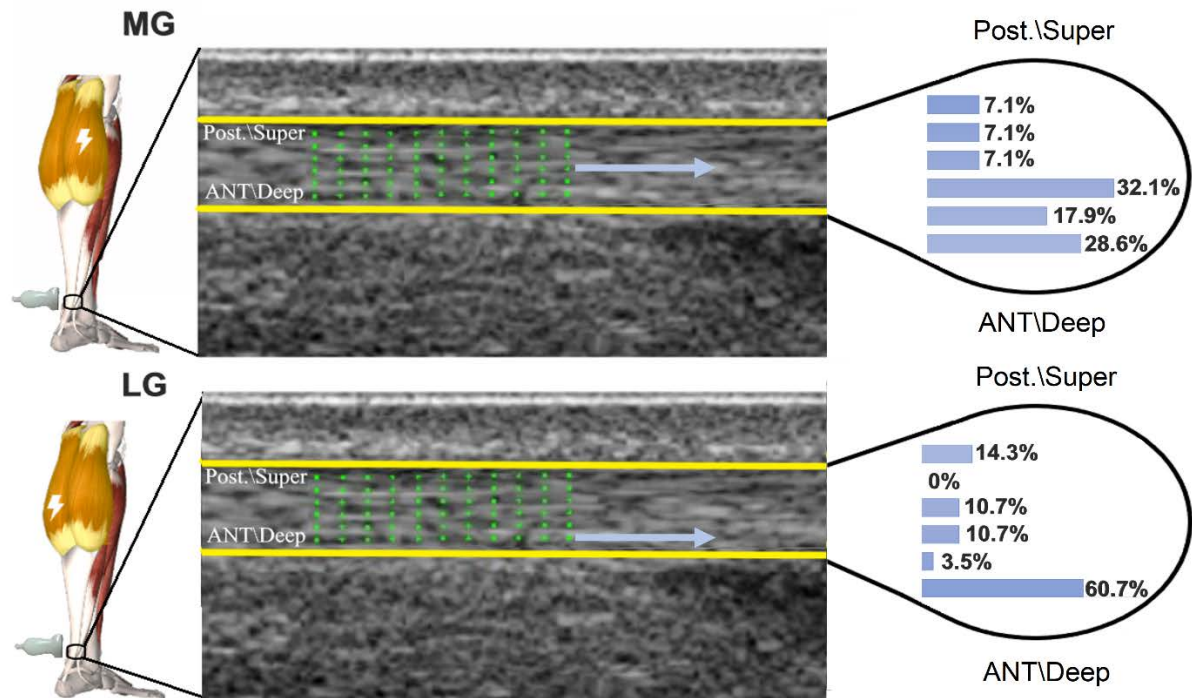 MG
Post.\Super
ANT\Deep
Post.\Super
7.1%
7.1%
7.1%
32.1%
17.9%
28.6%
ANT\Deep
LG
Post.\Super
ANT\Deep
Post.\Super
14.3%
0%
10.7%
10.7%
3.5%
60.7%
ANT\Deep